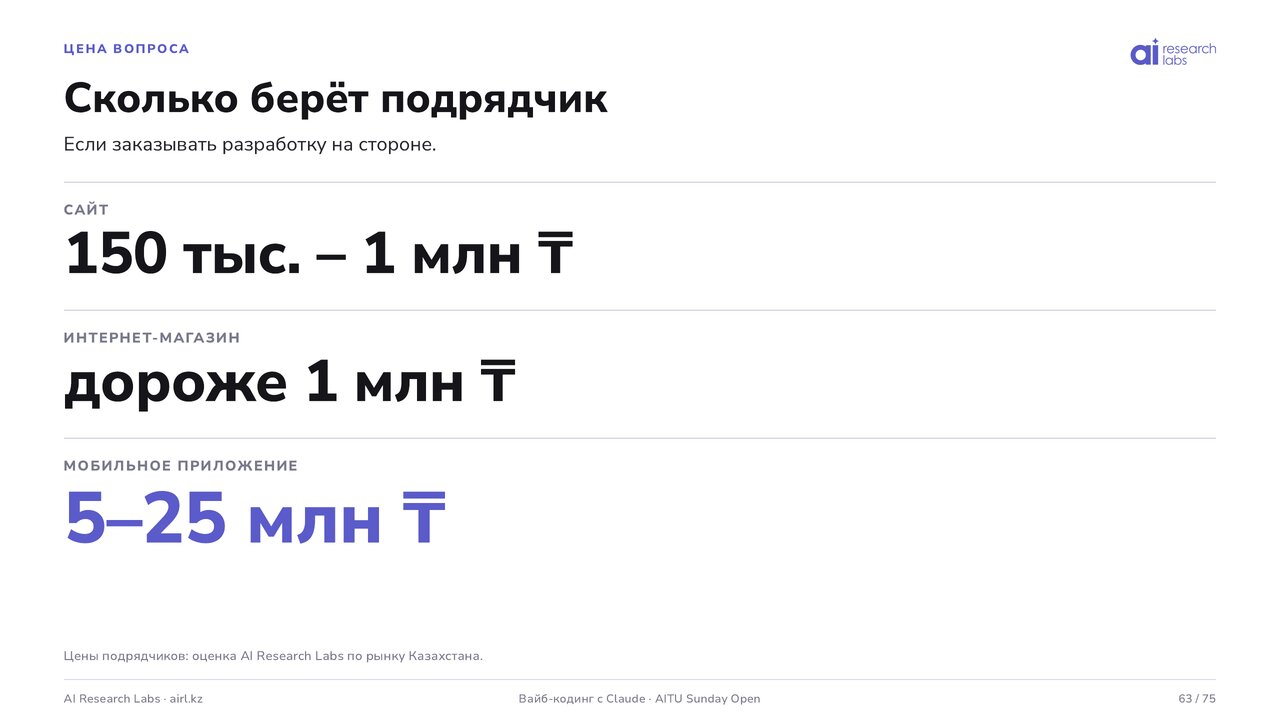 ЦЕНА ВОПРОСА
ai research labs
Сколько берёт подрядчик
Если заказывать разработку на стороне.
САЙТ
150 тыс. – 1 млн ₸
ИНТЕРНЕТ-МАГАЗИН
дороже 1 млн ₸
МОБИЛЬНОЕ ПРИЛОЖЕНИЕ
5–25 млн ₸
Цены подрядчиков: оценка AI Research Labs по рынку Казахстана.
AI Research Labs · airl.kz
Вайб-кодинг с Claude · AITU Sunday Open
63 / 75